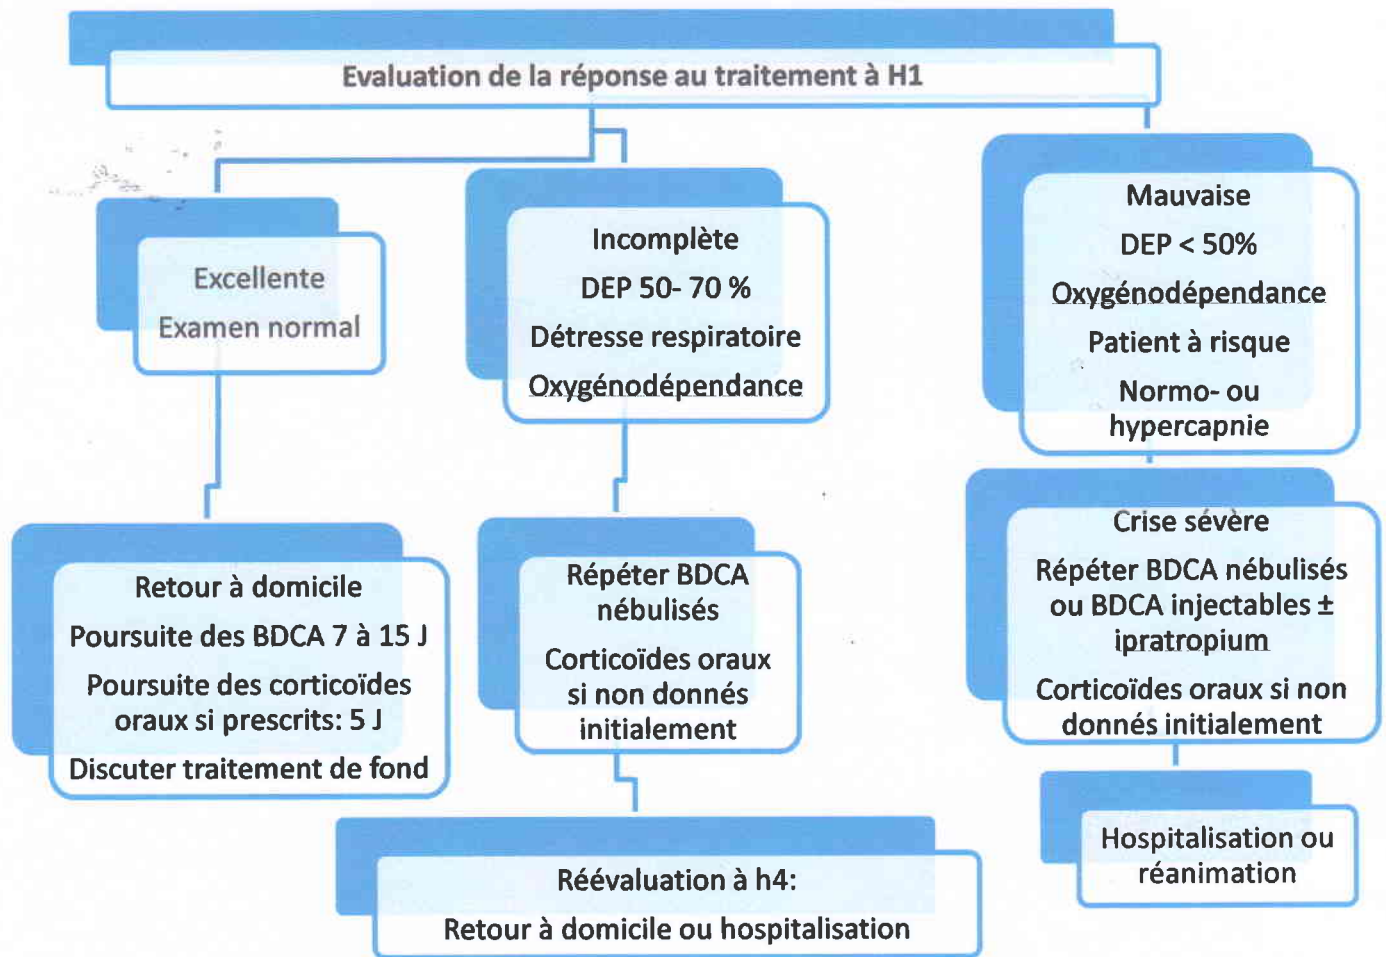 Evaluation de la réponse au traitement à H1
Excellente
Examen normal
Incomplète
DEP 50- 70 %
Détresse respiratoire
Oxygénodépendance
Mauvaise
DEP < 50%
Oxygénodépendance
Patient à risque
Normo- ou
hypercapnie
Retour à domicile
Poursuite des BDCA 7 à 15 J
Poursuite des corticoïdes
oraux si prescrits: 5 J
Discuter traitement de fond
Répéter BDCA
nébulisés
Corticoïdes oraux
si non donnés
initialement
Crise sévère
Répéter BDCA nébulisés
ou BDCA injectables ±
ipratropium
Corticoïdes oraux si non
donnés initialement
Réévaluation à h4:
Retour à domicile ou hospitalisation
Hospitalisation ou
réanimation